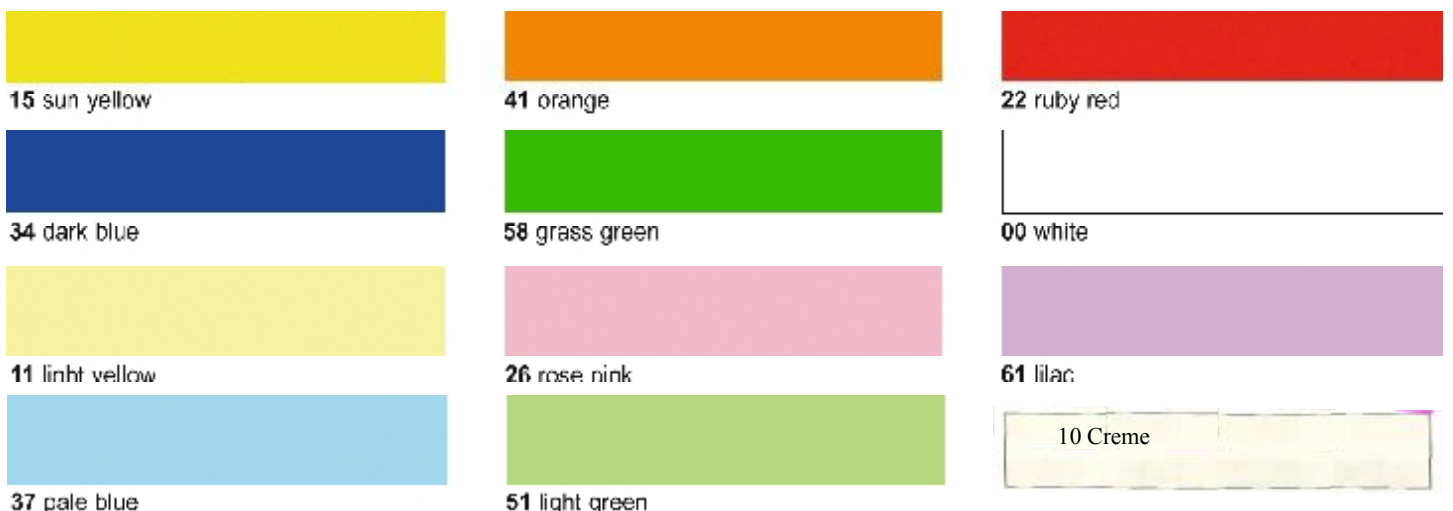 15 sun yellow
41 orange
22 ruby red
34 dark blue
58 grass green
00 white
11 light yellow
26 rose pink
61 lilac
10 Creme
37 pale blue
51 light green